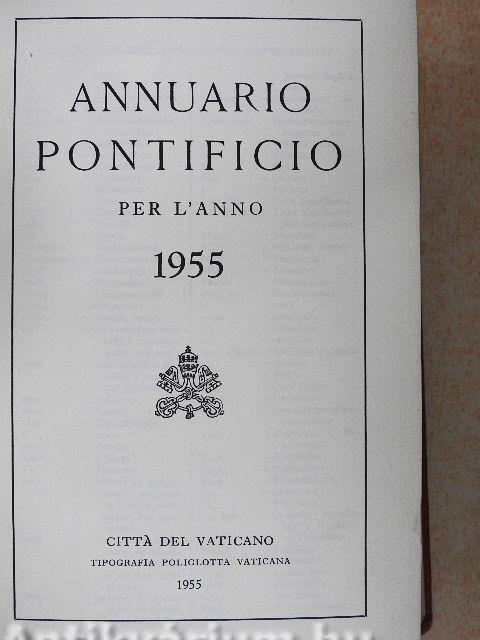 ANNUARIO
PONTIFICIO
PER L'ANNO
1955
CITTÀ DEL VATICANO
TIPOGRAFIA POLIGLOTTA VATICANA
1955